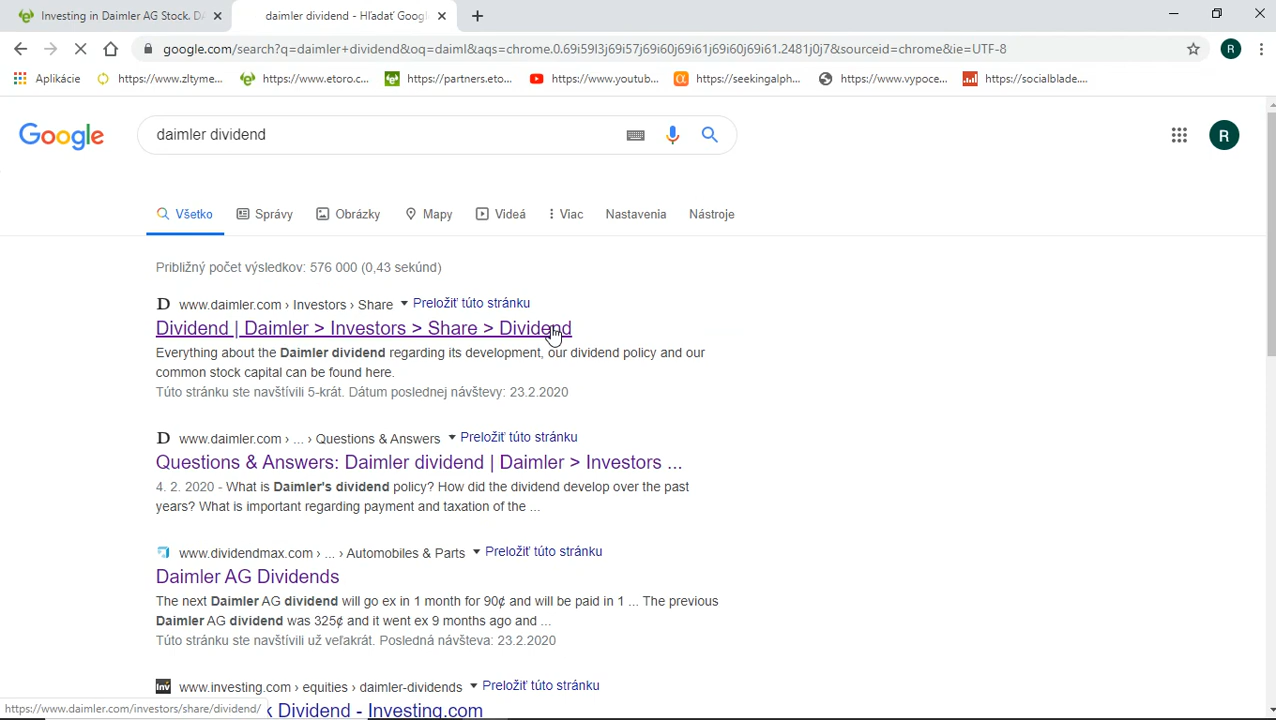 Investing in Daimler AG Stock. DA
daimler dividend - Hľadať Googl
google.com/search?q=daimler+dividend&oq=daiml&aqs=chrome.0.69i59l3j69i57j69i60j69i61j69i60j69i61.2481j0j7&sourceid=chrome&ie=UTF-8
R
Aplikácie https://www.zltyme... https://www.etoro.c... https://partners.eto... https://www.youtub... https://seekingalph... https://www.vypoce... https://socialblade....
Google daimler dividend R
Všetko Správy Obrázky Mapy Videá Viac Nastavenia Nástroje
Približný počet výsledkov: 576 000 (0,43 sekúnd)
D www.daimler.com › Investors › Share Preložiť túto stránku
Dividend | Daimler > Investors > Share > Dividend
Everything about the Daimler dividend regarding its development, our dividend policy and our
common stock capital can be found here.
Túto stránku ste navštívili 5-krát. Dátum poslednej návštevy: 23.2.2020
D www.daimler.com › ... › Questions & Answers Preložiť túto stránku
Questions & Answers: Daimler dividend | Daimler > Investors ...
4. 2. 2020 - What is Daimler's dividend policy? How did the dividend develop over the past
years? What is important regarding payment and taxation of the ...
www.dividendmax.com › ... › Automobiles & Parts Preložiť túto stránku
Daimler AG Dividends
The next Daimler AG dividend will go ex in 1 month for 90¢ and will be paid in 1 ... The previous
Daimler AG dividend was 325¢ and it went ex 9 months ago and ...
Túto stránku ste navštívili už veľakrát. Posledná návšteva: 23.2.2020
Inv www.investing.com › equities › daimler-dividends Preložiť túto stránku
k Dividend - Investing.com
https://www.daimler.com/investors/share/dividend/